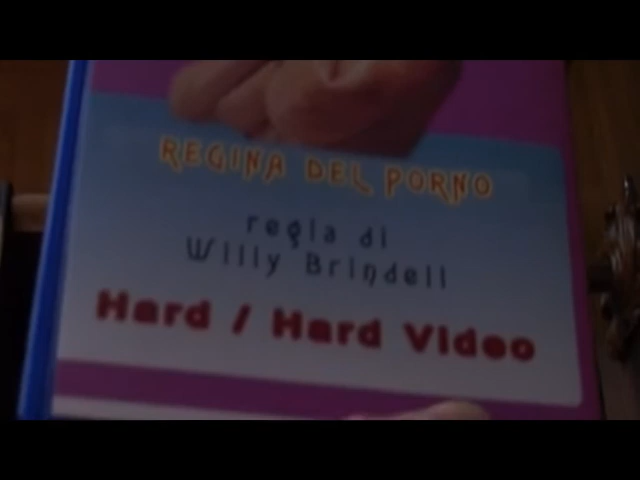 REGINA DEL PORNO
regia di
Willy Brindell
Hard / Hard Video